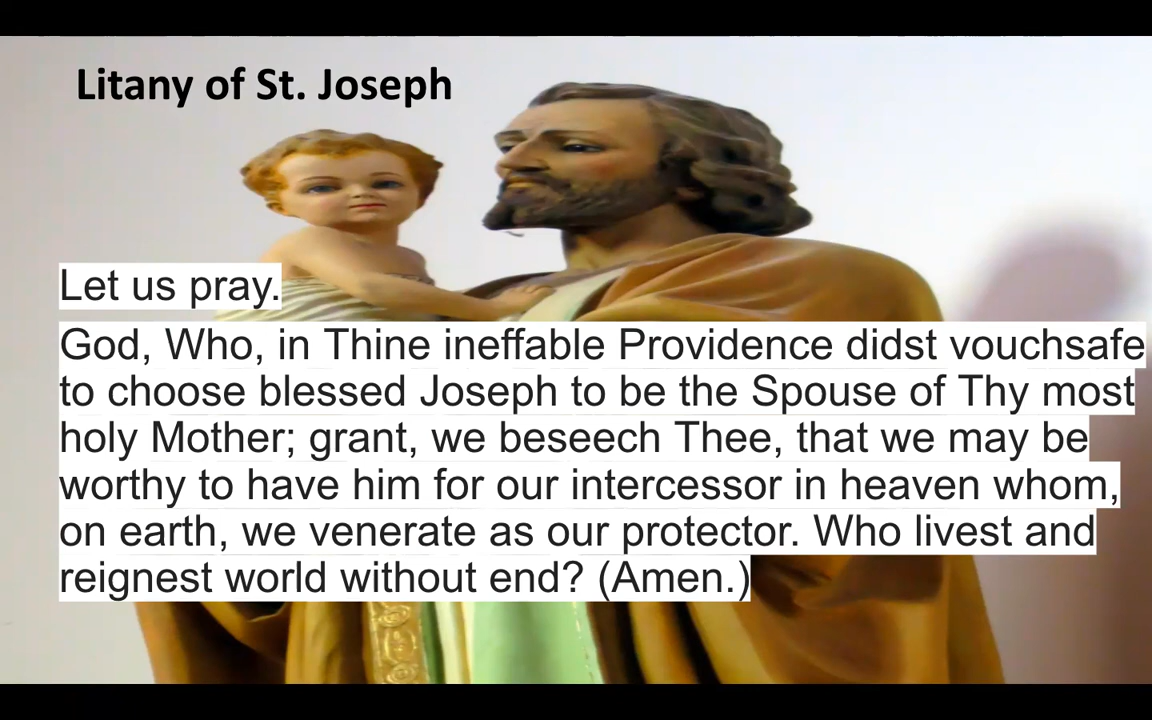 Litany of St. Joseph
Let us pray.
God, Who, in Thine ineffable Providence didst vouchsafe
to choose blessed Joseph to be the Spouse of Thy most
holy Mother; grant, we beseech Thee, that we may be
worthy to have him for our intercessor in heaven whom,
on earth, we venerate as our protector. Who livest and
reignest world without end? (Amen.)